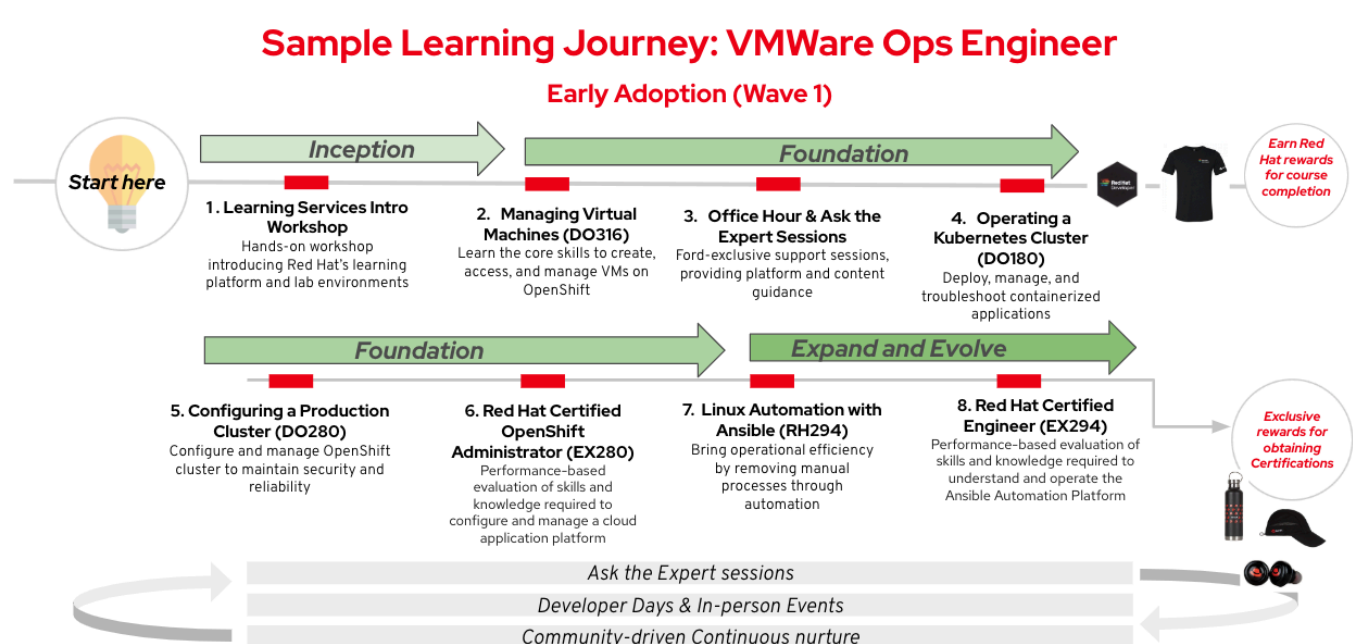 Sample Learning Journey: VMWare Ops Engineer
Early Adoption (Wave 1)
Inception
Foundation
Start here
Earn Red
Hat rewards
for course
completion
Red Hat
Developer
1. Learning Services Intro
Workshop
Hands-on workshop
introducing Red Hat's learning
platform and lab environments
2. Managing Virtual
Machines (DO316)
Learn the core skills to create,
access, and manage VMs on
OpenShift
3. Office Hour & Ask the
Expert Sessions
Ford-exclusive support sessions,
providing platform and content
guidance
4. Operating a
Kubernetes Cluster
(DO180)
Deploy, manage, and
troubleshoot containerized
applications
Foundation
Expand and Evolve
5. Configuring a Production
Cluster (DO280)
Configure and manage OpenShift
cluster to maintain security and
reliability
6. Red Hat Certified
OpenShift
Administrator (EX280)
Performance-based
evaluation of skills and
knowledge required to
configure and manage a cloud
application platform
7. Linux Automation with
Ansible (RH294)
Bring operational efficiency
by removing manual
processes through
automation
8. Red Hat Certified
Engineer (EX294)
Performance-based evaluation of
skills and knowledge required to
understand and operate the
Ansible Automation Platform
Exclusive
rewards for
obtaining
Certifications
Ask the Expert sessions
Developer Days & In-person Events
Community-driven Continuous nurture